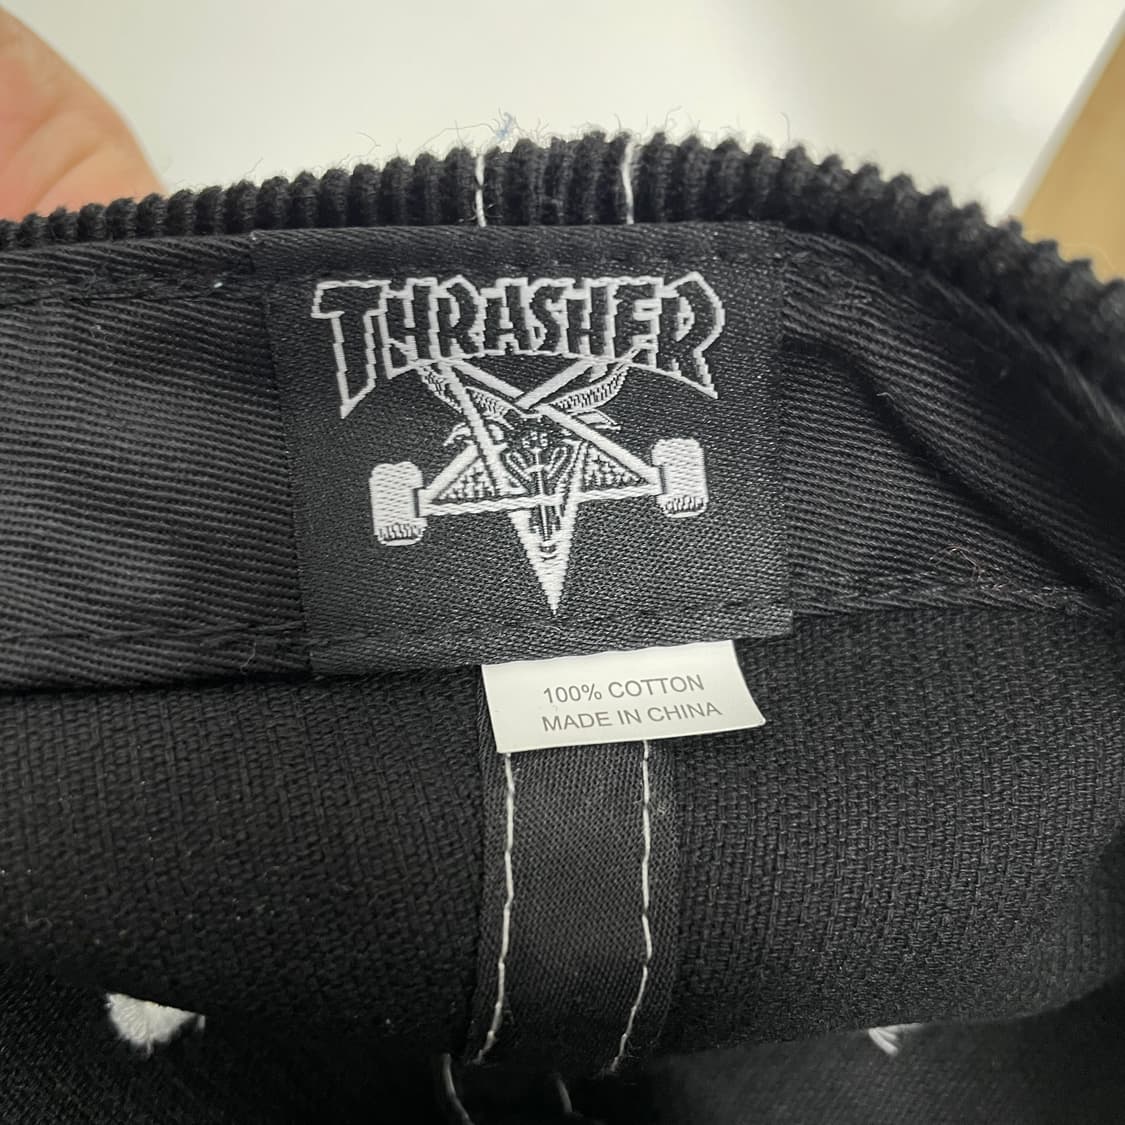 THRASHER
100% COTTON
MADE IN CHINA